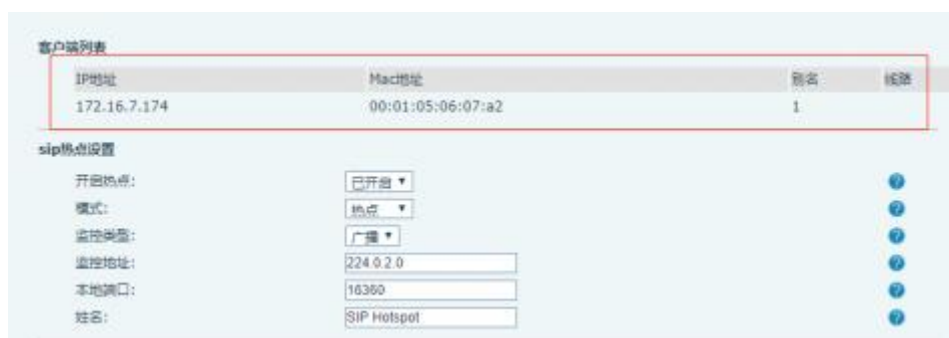 客户端列表
IP地址 Mac地址 别名 线路
172.16.7.174 00:01:05:06:07:a2 1
sip热点设置
开启热点: 已开启
模式: 热点
监控类型: 广播
监控地址: 224.0.2.0
本地端口: 16360
姓名: SIP Hotspot